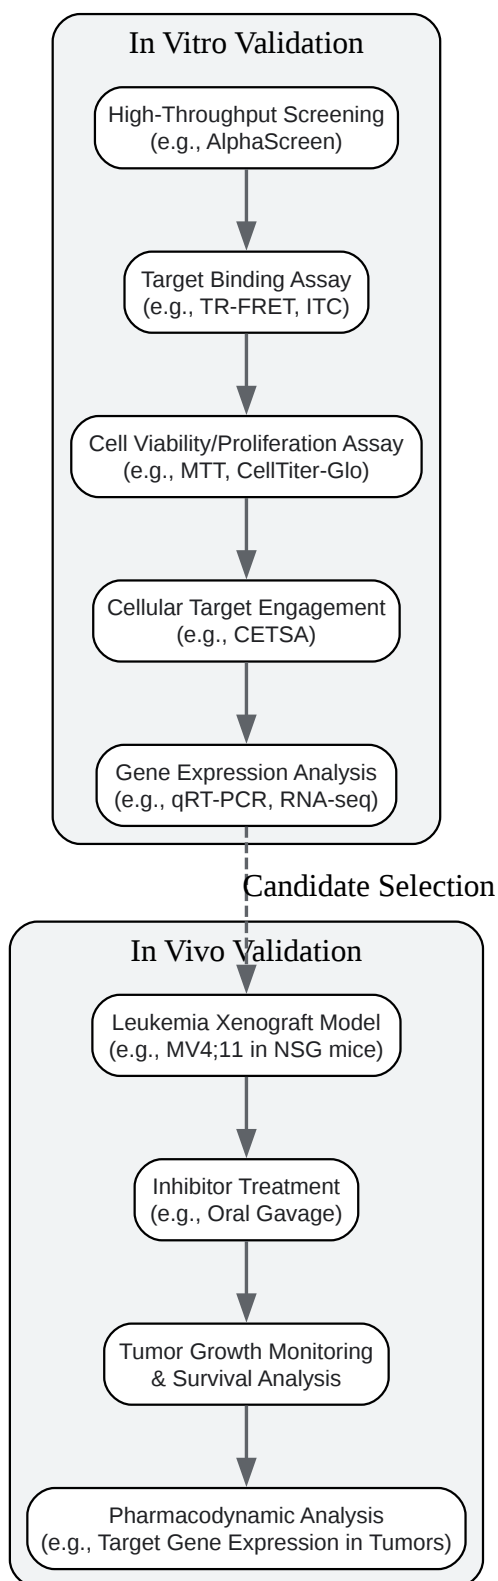 In Vitro Validation
High-Throughput Screening
(e.g., AlphaScreen)
Target Binding Assay
(e.g., TR-FRET, ITC)
Cell Viability/Proliferation Assay
(e.g., MTT, CellTiter-Glo)
Cellular Target Engagement
(e.g., CETSA)
Gene Expression Analysis
(e.g., qRT-PCR, RNA-seq)
Candidate Selection
In Vivo Validation
Leukemia Xenograft Model
(e.g., MV4;11 in NSG mice)
Inhibitor Treatment
(e.g., Oral Gavage)
Tumor Growth Monitoring
& Survival Analysis
Pharmacodynamic Analysis
(e.g., Target Gene Expression in Tumors)